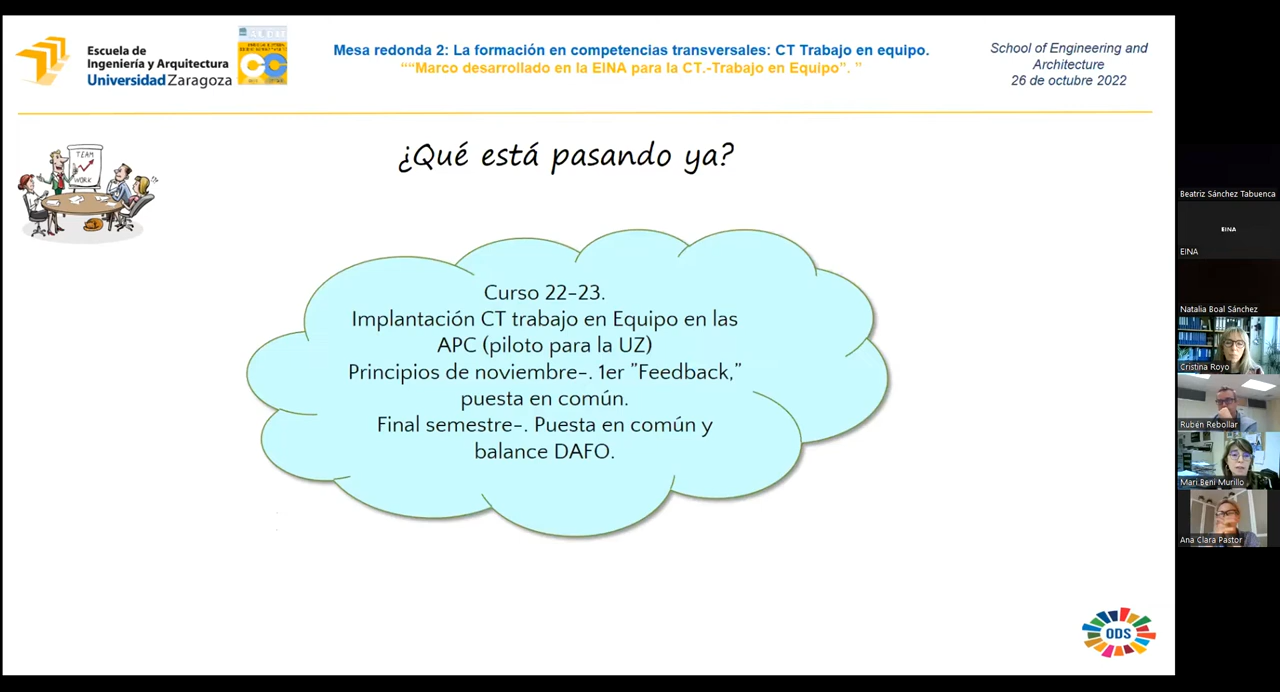 Escuela de
Ingeniería y Arquitectura
Universidad Zaragoza
Mesa redonda 2: La formación en competencias transversales: CT Trabajo en equipo.
““Marco desarrollado en la EINA para la CT.-Trabajo en Equipo”. ”
School of Engineering and
Architecture
26 de octubre 2022
TEAM
WORK
¿Qué está pasando ya?
Curso 22-23.
Implantación CT trabajo en Equipo en las
APC (piloto para la UZ)
Principios de noviembre-. 1er "Feedback,"
puesta en común.
Final semestre-. Puesta en común y
balance DAFO.
ODS
Beatriz Sánchez Tabuenca
EINA
EINA
Natalia Boal Sánchez
Cristina Royo
Rubén Rebollar
Mari.Beni Murillo
Ana Clara Pastor